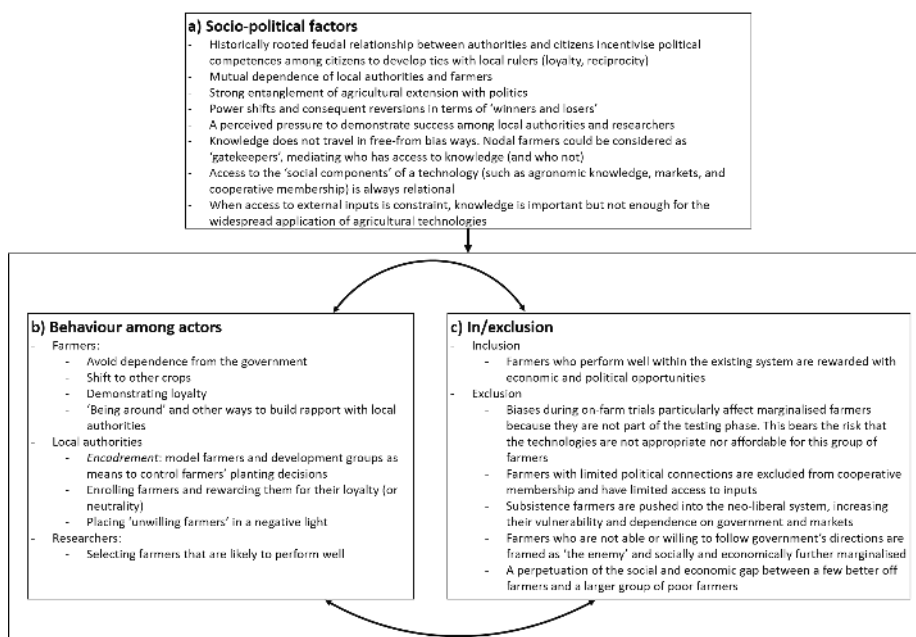 a) Socio-political factors
- Historically rooted feudal relationship between authorities and citizens incentivise political
competences among citizens to develop ties with local rulers (loyalty, reciprocity)
- Mutual dependence of local authorities and farmers
- Strong entanglement of agricultural extension with politics
- Power shifts and consequent reversions in terms of 'winners and losers'
- A perceived pressure to demonstrate success among local authorities and researchers
- Knowledge does not travel in free-from bias ways. Nodal farmers could be considered as
'gatekeepers', mediating who has access to knowledge (and who not)
- Access to the 'social components' of a technology (such as agronomic knowledge, markets, and
cooperative membership) is always relational
- When access to external inputs is constraint, knowledge is important but not enough for the
widespread application of agricultural technologies
b) Behaviour among actors
- Farmers:
- Avoid dependence from the government
- Shift to other crops
- Demonstrating loyalty
- 'Being around' and other ways to build rapport with local
authorities
- Local authorities
- Encadrement: model farmers and development groups as
means to control farmers' planting decisions
- Enrolling farmers and rewarding them for their loyalty (or
neutrality)
- Placing 'unwilling farmers' in a negative light
- Researchers:
- Selecting farmers that are likely to perform well
c) In/exclusion
- Inclusion
- Farmers who perform well within the existing system are rewarded with
economic and political opportunities
- Exclusion
- Biases during on-farm trials particularly affect marginalised farmers
because they are not part of the testing phase. This bears the risk that
the technologies are not appropriate nor affordable for this group of
farmers
- Farmers with limited political connections are excluded from cooperative
membership and have limited access to inputs
- Subsistence farmers are pushed into the neo-liberal system, increasing
their vulnerability and dependence on government and markets
- Farmers who are not able or willing to follow government's directions are
framed as 'the enemy' and socially and economically further marginalised
- A perpetuation of the social and economic gap between a few better off
farmers and a larger group of poor farmers